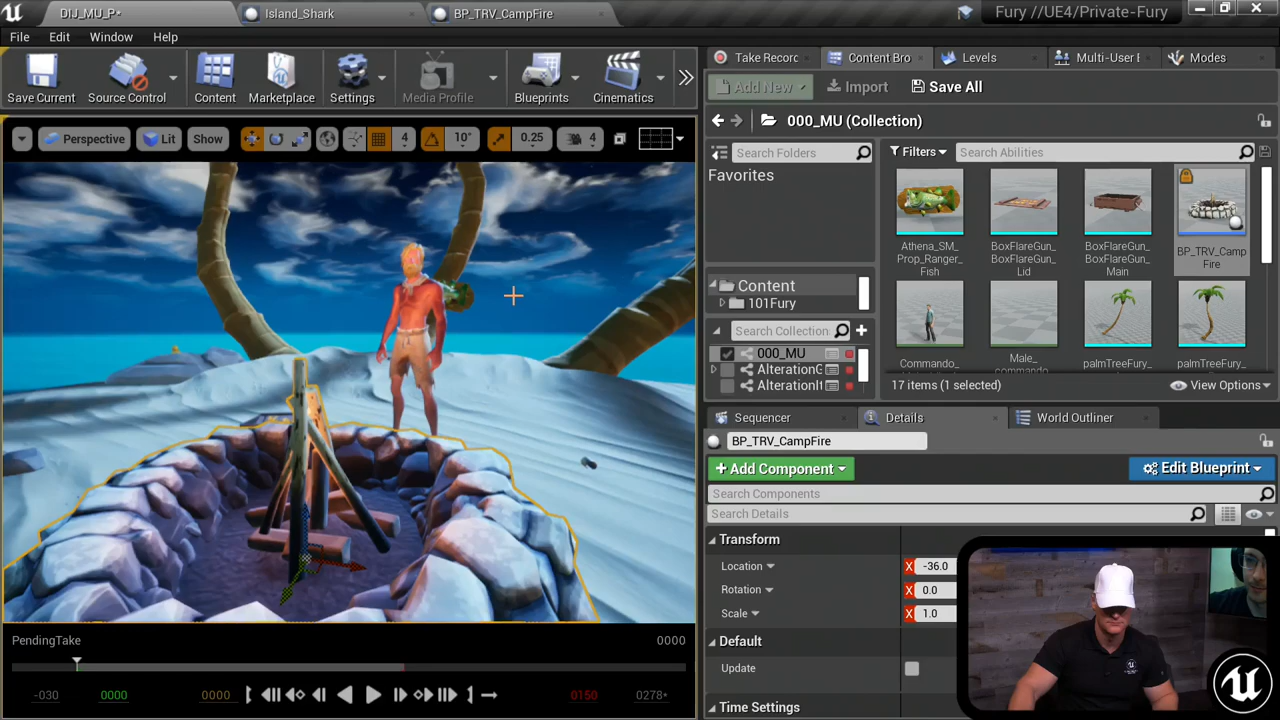 DIJ_MU_P*
Island_Shark
BP_TRV_CampFire
Fury //UE4/Private-Fury
File
Edit
Window
Help
Save Current
Source Control
Content
Marketplace
Settings
Media Profile
Blueprints
Cinematics
Perspective
Lit
Show
4
10°
0.25
4
PendingTake
0000
-030
0000
0000
0150
0278*
Take Recorc
Content Bro
Levels
Multi-User E
Modes
Add New
Import
Save All
000_MU (Collection)
Search Folders
Favorites
Content
101Fury
Search Collection
000_MU
AlterationG
AlterationIt
Filters
Search Abilities
Athena_SM_
Prop_Ranger_
Fish
BoxFlareGun_
BoxFlareGun_
Lid
BoxFlareGun_
BoxFlareGun_
Main
BP_TRV_Camp
Fire
Commando_
Male_
commando
palmTreeFury_
palmTreeFury_
17 items (1 selected)
View Options
Sequencer
Details
World Outliner
BP_TRV_CampFire
Add Component
Edit Blueprint
Search Components
Search Details
Transform
Location
X
-36.0
Rotation
X
0.0
Scale
X
1.0
Default
Update
Time Settings